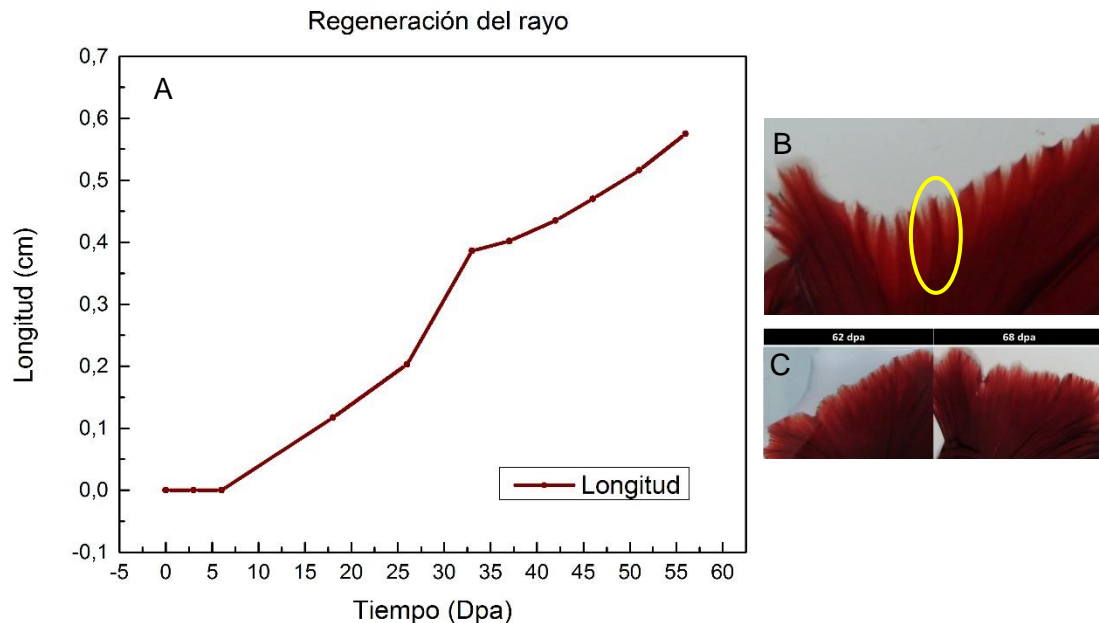 Regeneración del rayo
A
0,7
0,6
0,5
0,4
0,3
0,2
0,1
0,0
-0,1
Longitud (cm)
Longitud
-5 0 5 10 15 20 25 30 35 40 45 50 55 60
Tiempo (Dpa)
B
62 dpa 68 dpa
C